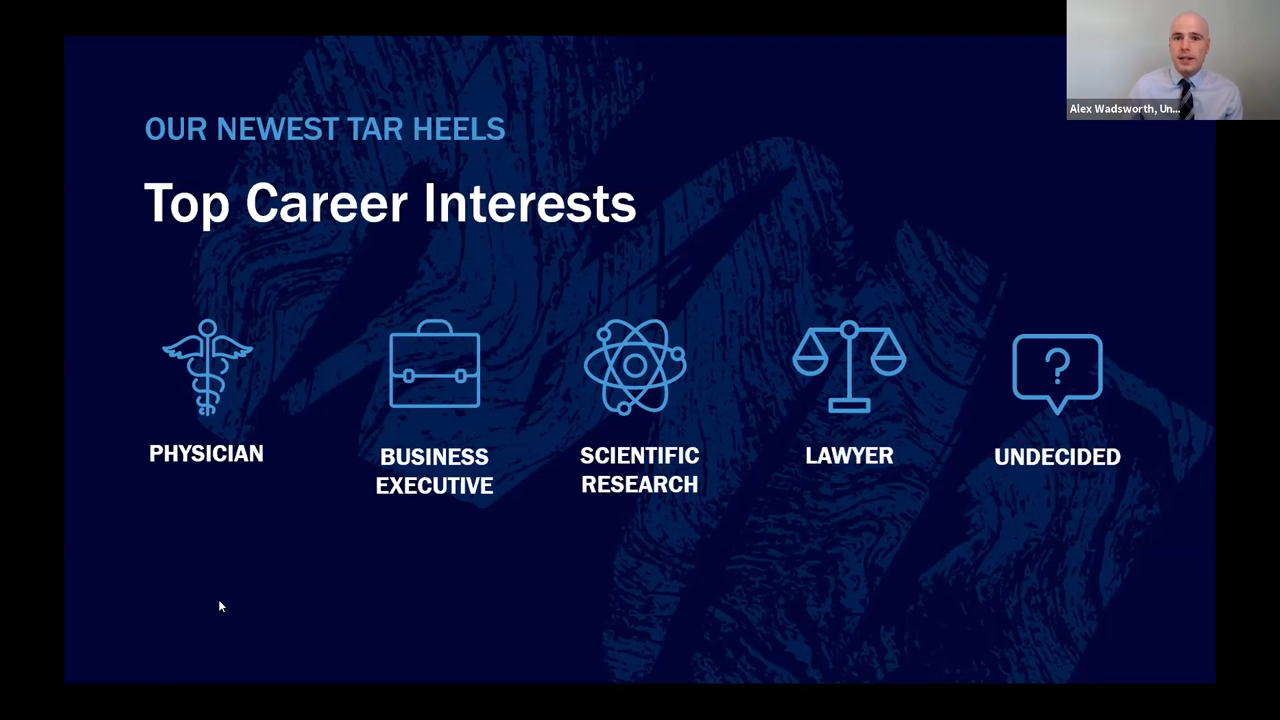 OUR NEWEST TAR HEELS
Top Career Interests
PHYSICIAN
BUSINESS
EXECUTIVE
SCIENTIFIC
RESEARCH
LAWYER
?
UNDECIDED
Alex Wadsworth, Un...